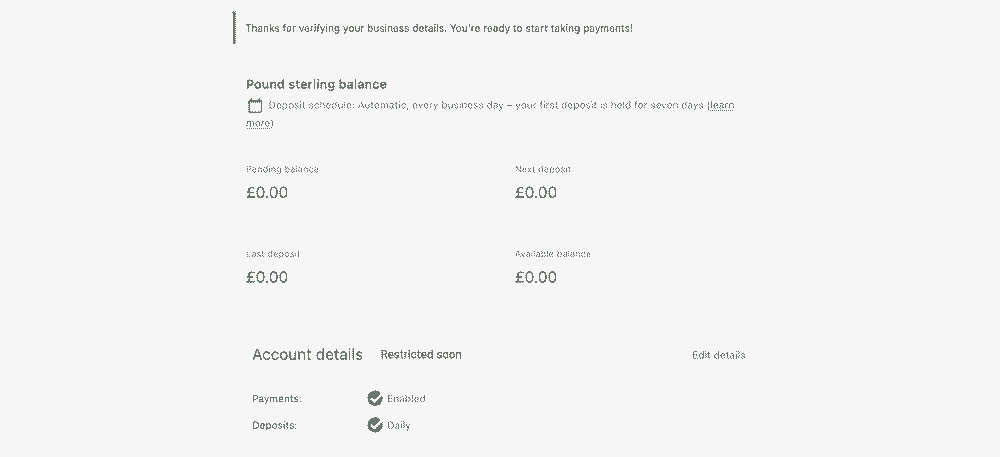 Thanks for verifying your business details. You're ready to start taking payments!
Pound sterling balance
Deposit schedule: Automatic, every business day – your first deposit is held for seven days (learn
more)
Pending balance
Next deposit
£0.00
£0.00
Last deposit
Available balance
£0.00
£0.00
Account details
Restricted soon
Edit details
Payments:
Enabled
Deposits:
Daily